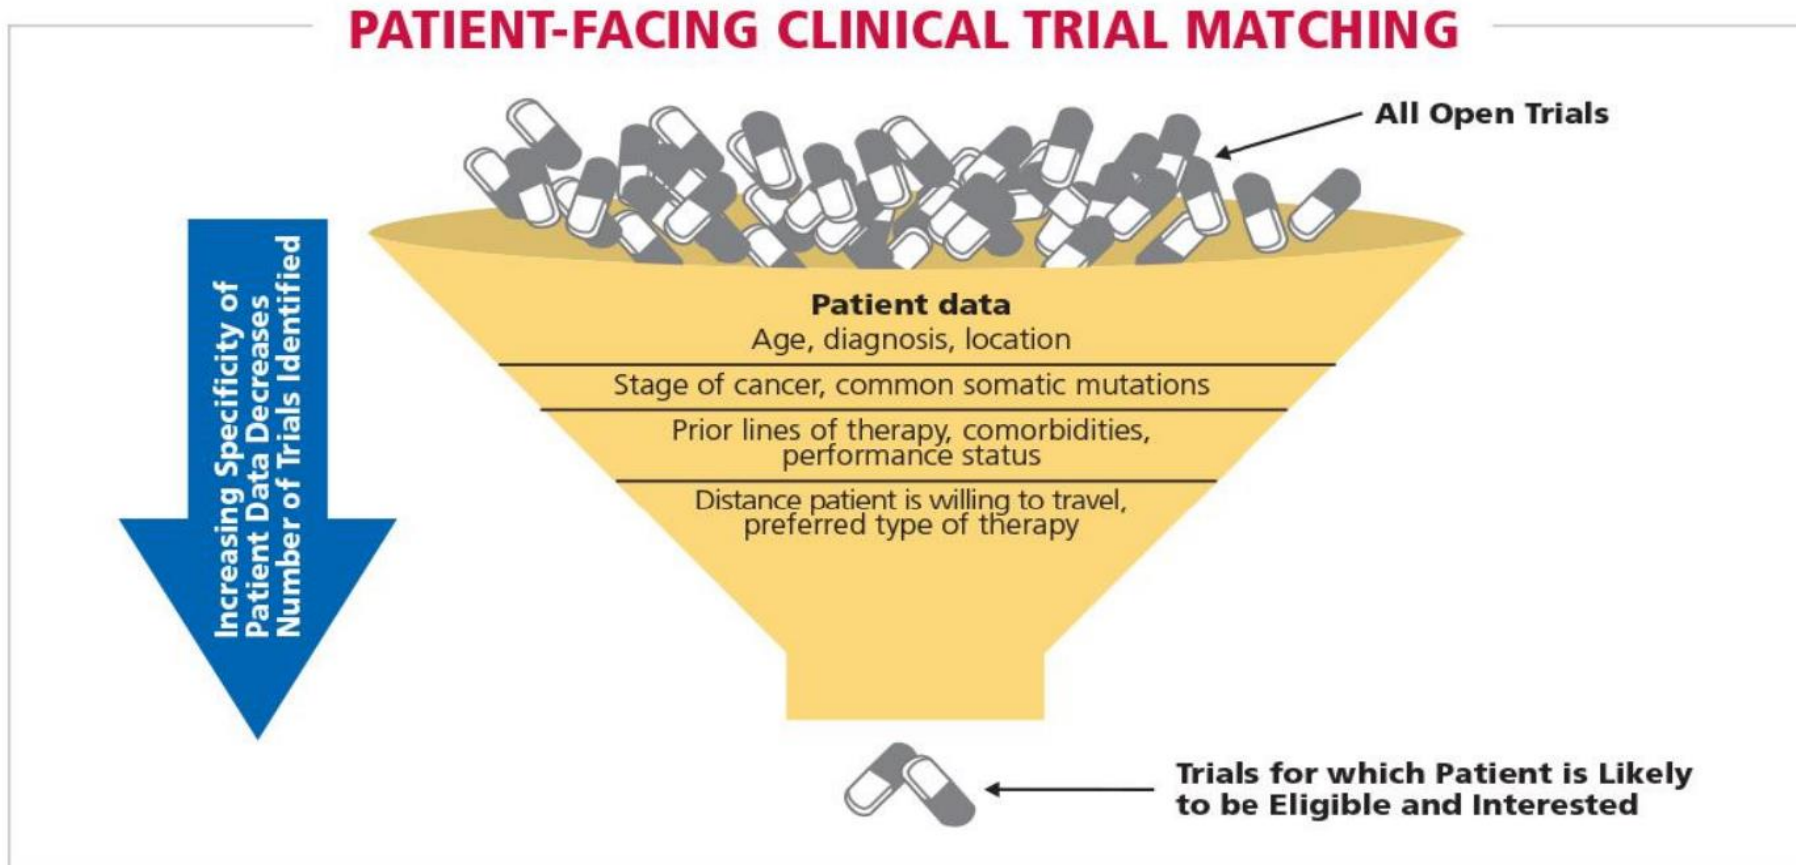 PATIENT-FACING CLINICAL TRIAL MATCHING
All Open Trials
Increasing Specificity of
Patient Data Decreases
Number of Trials Identified
Patient data
Age, diagnosis, location
Stage of cancer, common somatic mutations
Prior lines of therapy, comorbidities,
performance status
Distance patient is willing to travel,
preferred type of therapy
Trials for which Patient is Likely
to be Eligible and Interested